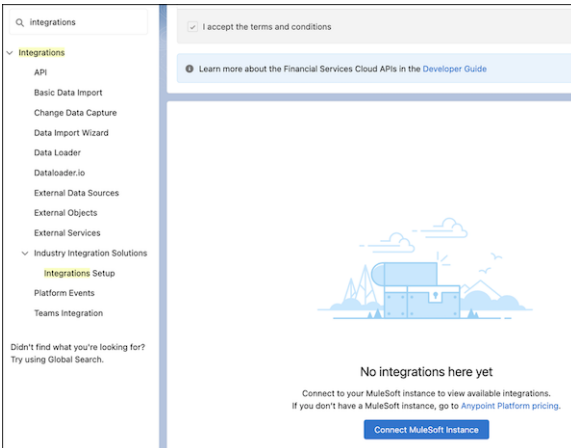 integrations
Integrations
API
Basic Data Import
Change Data Capture
Data Import Wizard
Data Loader
Dataloader.io
External Data Sources
External Objects
External Services
Industry Integration Solutions
Integrations Setup
Platform Events
Teams Integration
Didn't find what you're looking for?
Try using Global Search.
I accept the terms and conditions
Learn more about the Financial Services Cloud APIs in the Developer Guide
No integrations here yet
Connect to your MuleSoft instance to view available integrations.
If you don't have a MuleSoft instance, go to Anypoint Platform pricing.
Connect MuleSoft Instance